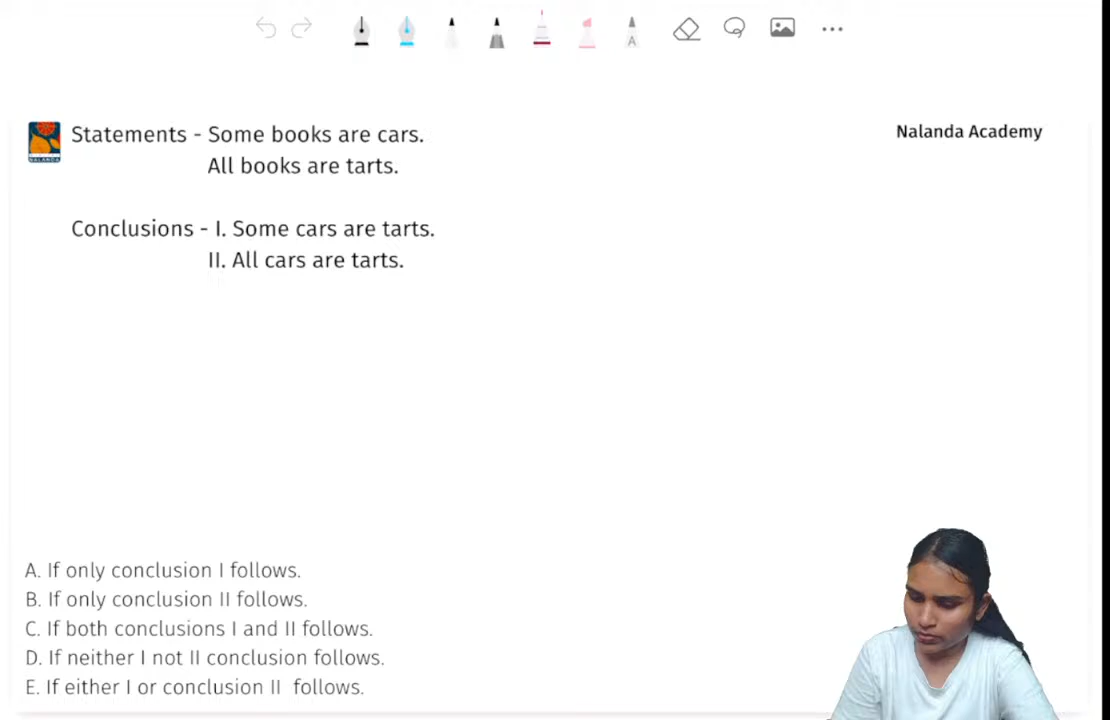 Statements - Some books are cars.
Nalanda Academy
All books are tarts.
Conclusions - I. Some cars are tarts.
II. All cars are tarts.
A. If only conclusion I follows.
B. If only conclusion II follows.
C. If both conclusions I and II follows.
D. If neither I not II conclusion follows.
E. If either I or conclusion II follows.
NALANDA
A